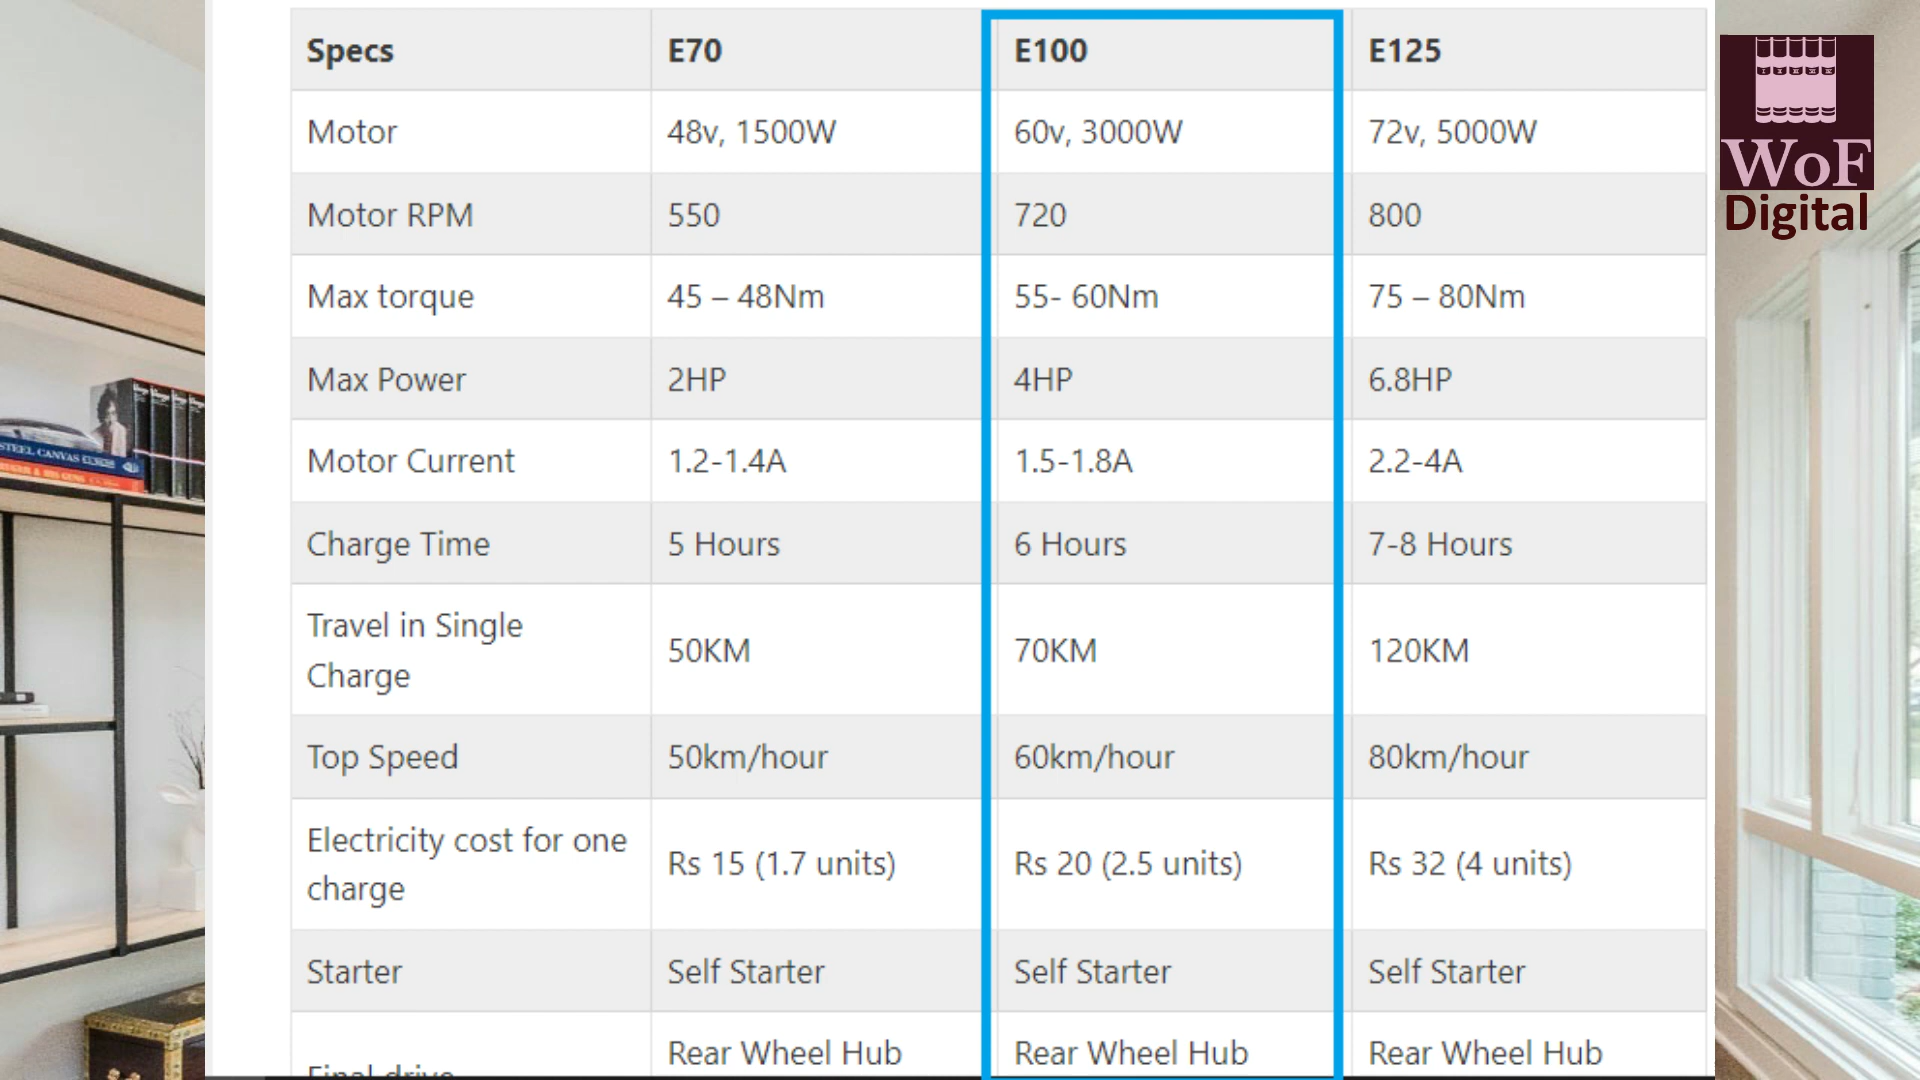 Specs E70 E100 E125
Motor 48v, 1500W 60v, 3000W 72v, 5000W
Motor RPM 550 720 800
Max torque 45 – 48Nm 55- 60Nm 75 – 80Nm
Max Power 2HP 4HP 6.8HP
Motor Current 1.2-1.4A 1.5-1.8A 2.2-4A
Charge Time 5 Hours 6 Hours 7-8 Hours
Travel in Single
Charge
50KM 70KM 120KM
Top Speed 50km/hour 60km/hour 80km/hour
Electricity cost for one
charge
Rs 15 (1.7 units) Rs 20 (2.5 units) Rs 32 (4 units)
Starter Self Starter Self Starter Self Starter
Final drive
Rear Wheel Hub Rear Wheel Hub Rear Wheel Hub
WoF
Digital
STEEL CANVAS